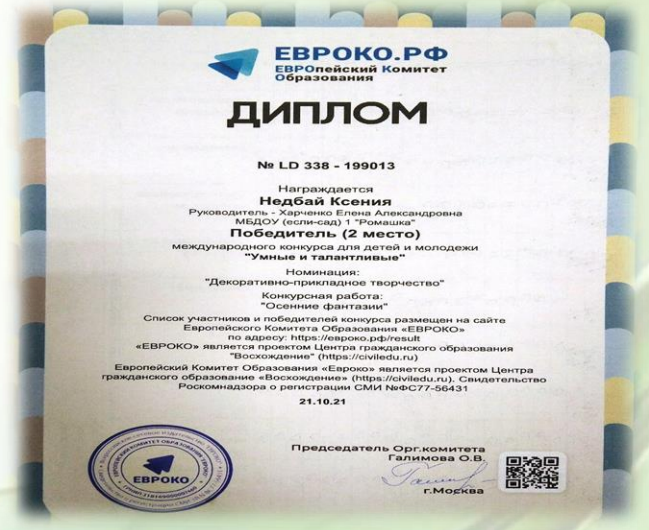 ЕВРОКО.РФ
ЕВРОпейский Комитет
Образования
ДИПЛОМ
№ LD 338 - 199013
Награждается
Недбай Ксения
Руководитель - Харченко Елена Александровна
МБДОУ (если-сад) 1 "Ромашка"
Победитель (2 место)
международного конкурса для детей и молодежи
"Умные и талантливые"
Номинация:
"Декоративно-прикладное творчество"
Конкурсная работа:
"Осенние фантазии"
Список участников и победителей конкурса размещен на сайте
Европейского Комитета Образования «ЕВРОКО»
по адресу: https://евроко.рф/result
«ЕВРОКО» является проектом Центра гражданского образования
"Восхождение" (https://civiledu.ru)
Европейский Комитет Образования «Евроко» является проектом Центра
гражданского образование «Восхождение» (https://civiledu.ru). Свидетельство
Роскомнадзора о регистрации СМИ №ФС77-56431
21.10.21
Председатель Орг.комитета
Галимова О.В.
г.Москва
ЕВРОКО